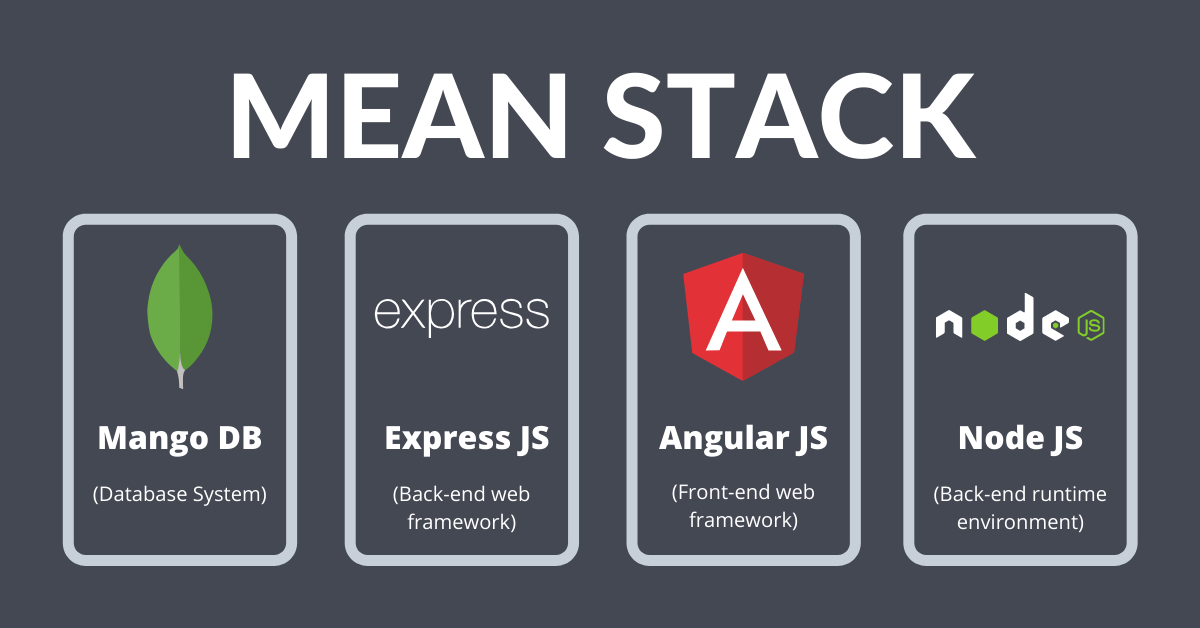 MEAN STACK
express
A
node JS
Mango DB
Express JS
Angular JS
Node JS
(Database System)
(Back-end web
framework)
(Front-end web
framework)
(Back-end runtime
environment)